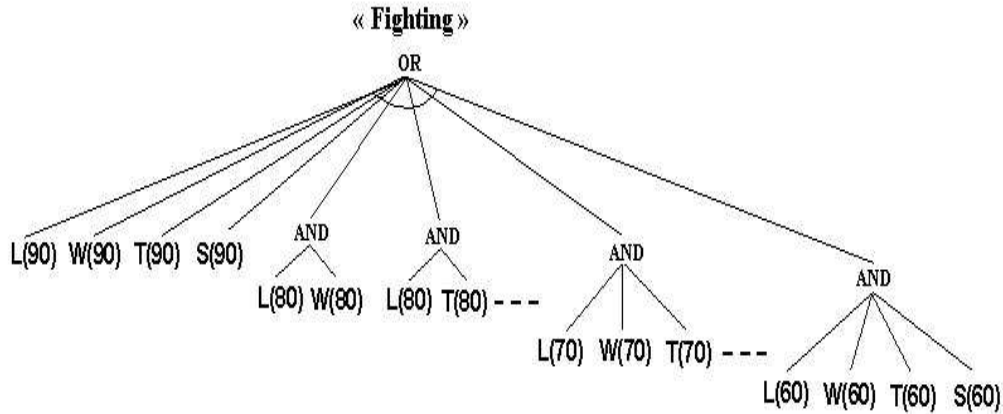 « Fighting »
OR
L(90) W(90) T(90) S(90)
AND AND AND AND
L(80) W(80) L(80) T(80) ---
L(70) W(70) T(70) ---
L(60) W(60) T(60) S(60)